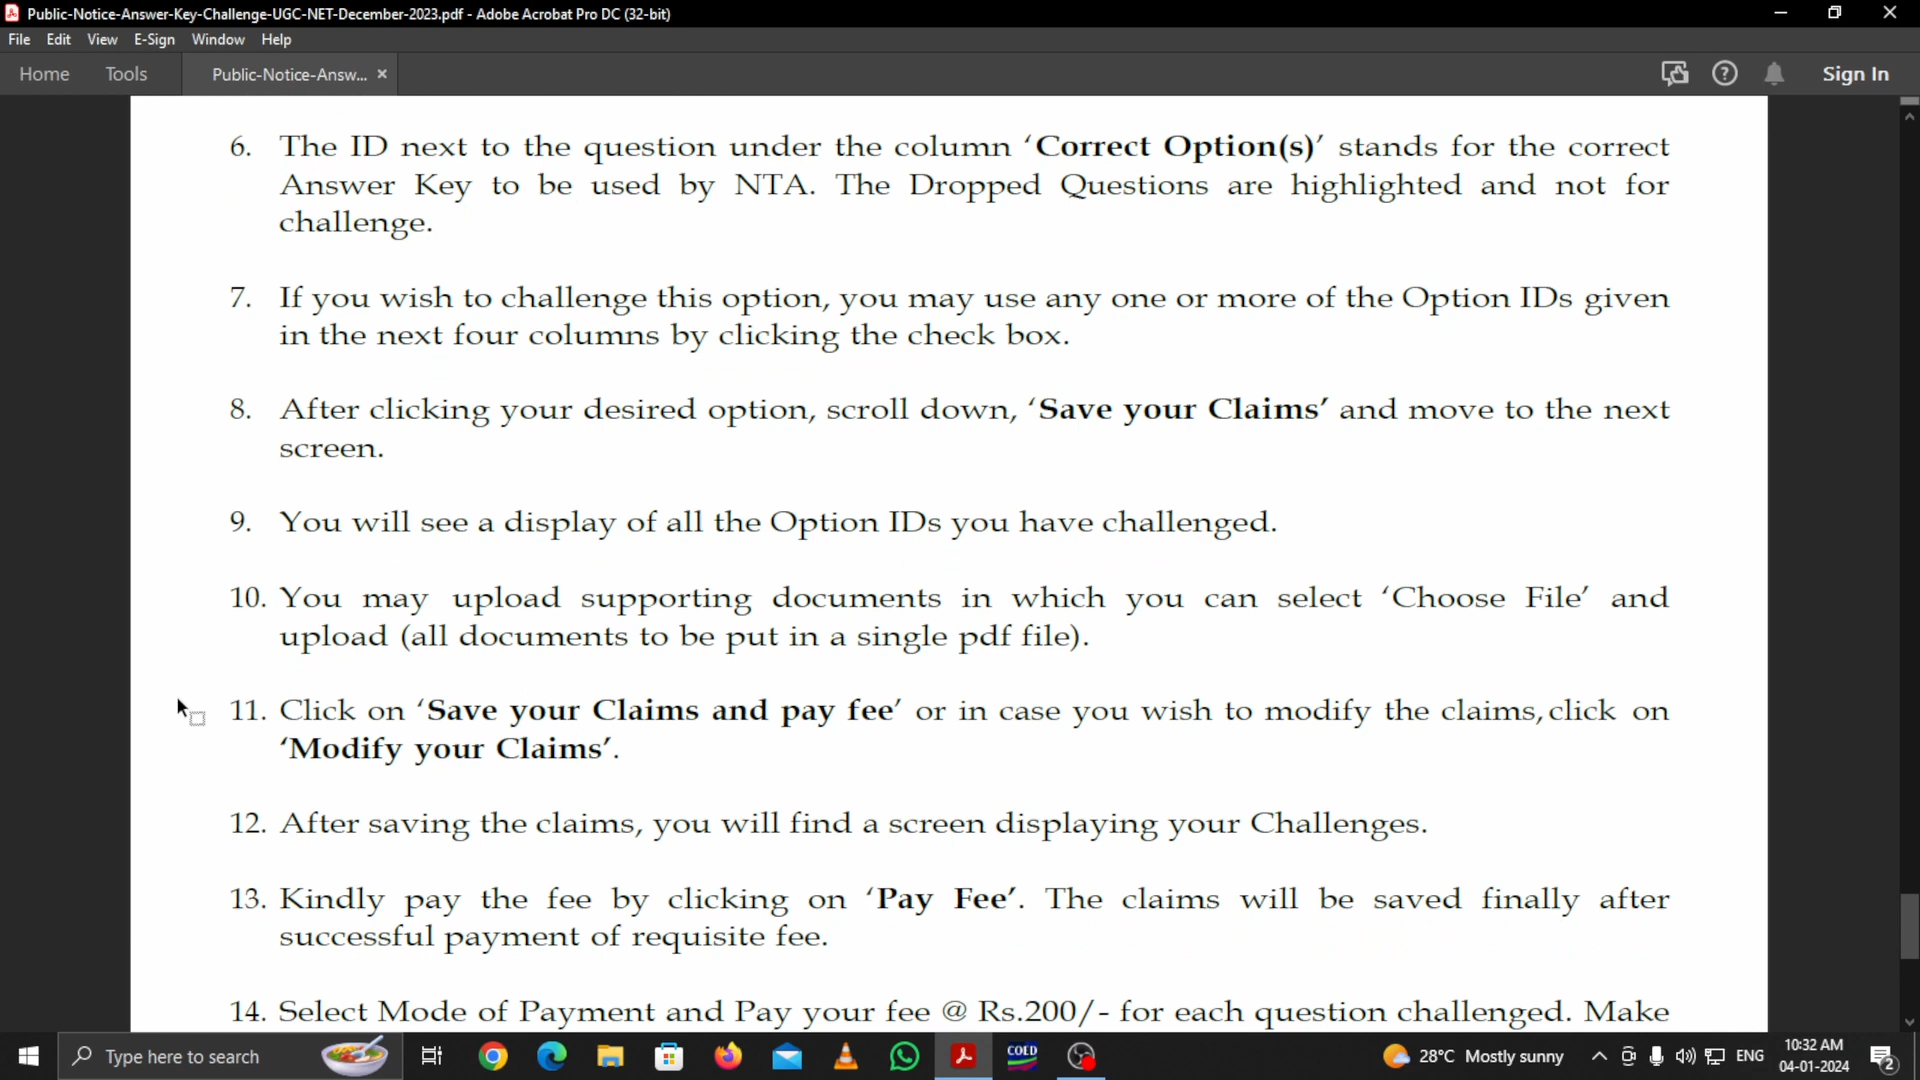 Public-Notice-Answer-Key-Challenge-UGC-NET-December-2023.pdf - Adobe Acrobat Pro DC (32-bit)
File Edit View E-Sign Window Help
Home Tools Public-Notice-Answ... × Sign In
6. The ID next to the question under the column ‘Correct Option(s)’ stands for the correct
Answer Key to be used by NTA. The Dropped Questions are highlighted and not for
challenge.
7. If you wish to challenge this option, you may use any one or more of the Option IDs given
in the next four columns by clicking the check box.
8. After clicking your desired option, scroll down, ‘Save your Claims’ and move to the next
screen.
9. You will see a display of all the Option IDs you have challenged.
10. You may upload supporting documents in which you can select ‘Choose File’ and
upload (all documents to be put in a single pdf file).
11. Click on ‘Save your Claims and pay fee’ or in case you wish to modify the claims, click on
‘Modify your Claims’.
12. After saving the claims, you will find a screen displaying your Challenges.
13. Kindly pay the fee by clicking on ‘Pay Fee’. The claims will be saved finally after
successful payment of requisite fee.
14. Select Mode of Payment and Pay your fee @ Rs.200/- for each question challenged. Make
Type here to search COLD 28°C Mostly sunny ENG 10:32 AM
04-01-2024 2